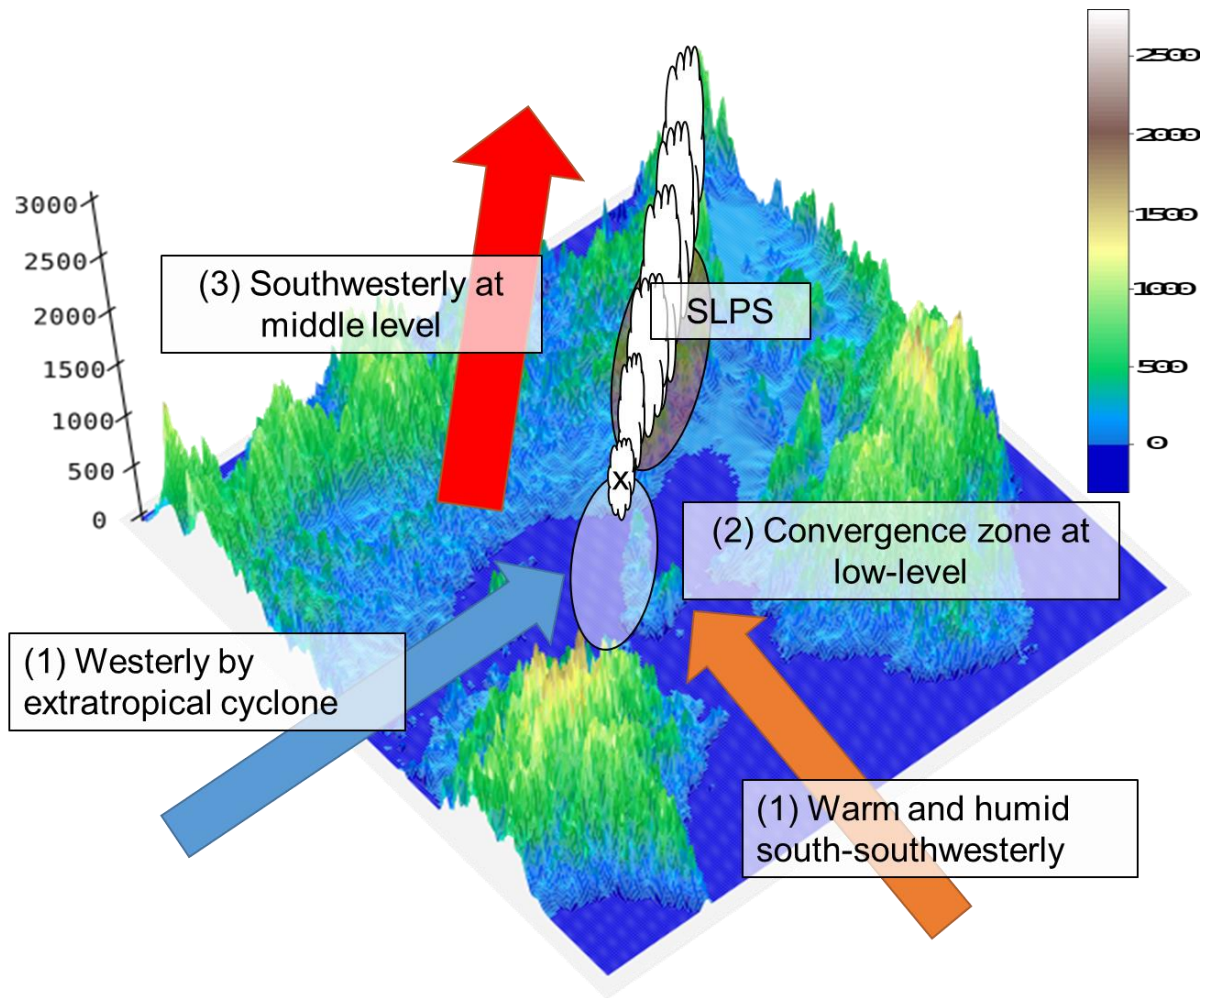 2500
2000
1500
1000
500
0
3000
2500
2000
1500
1000
500
0
(3) Southwesterly at
middle level
SLPS
x
(2) Convergence zone at
low-level
(1) Westerly by
extratropical cyclone
(1) Warm and humid
south-southwesterly